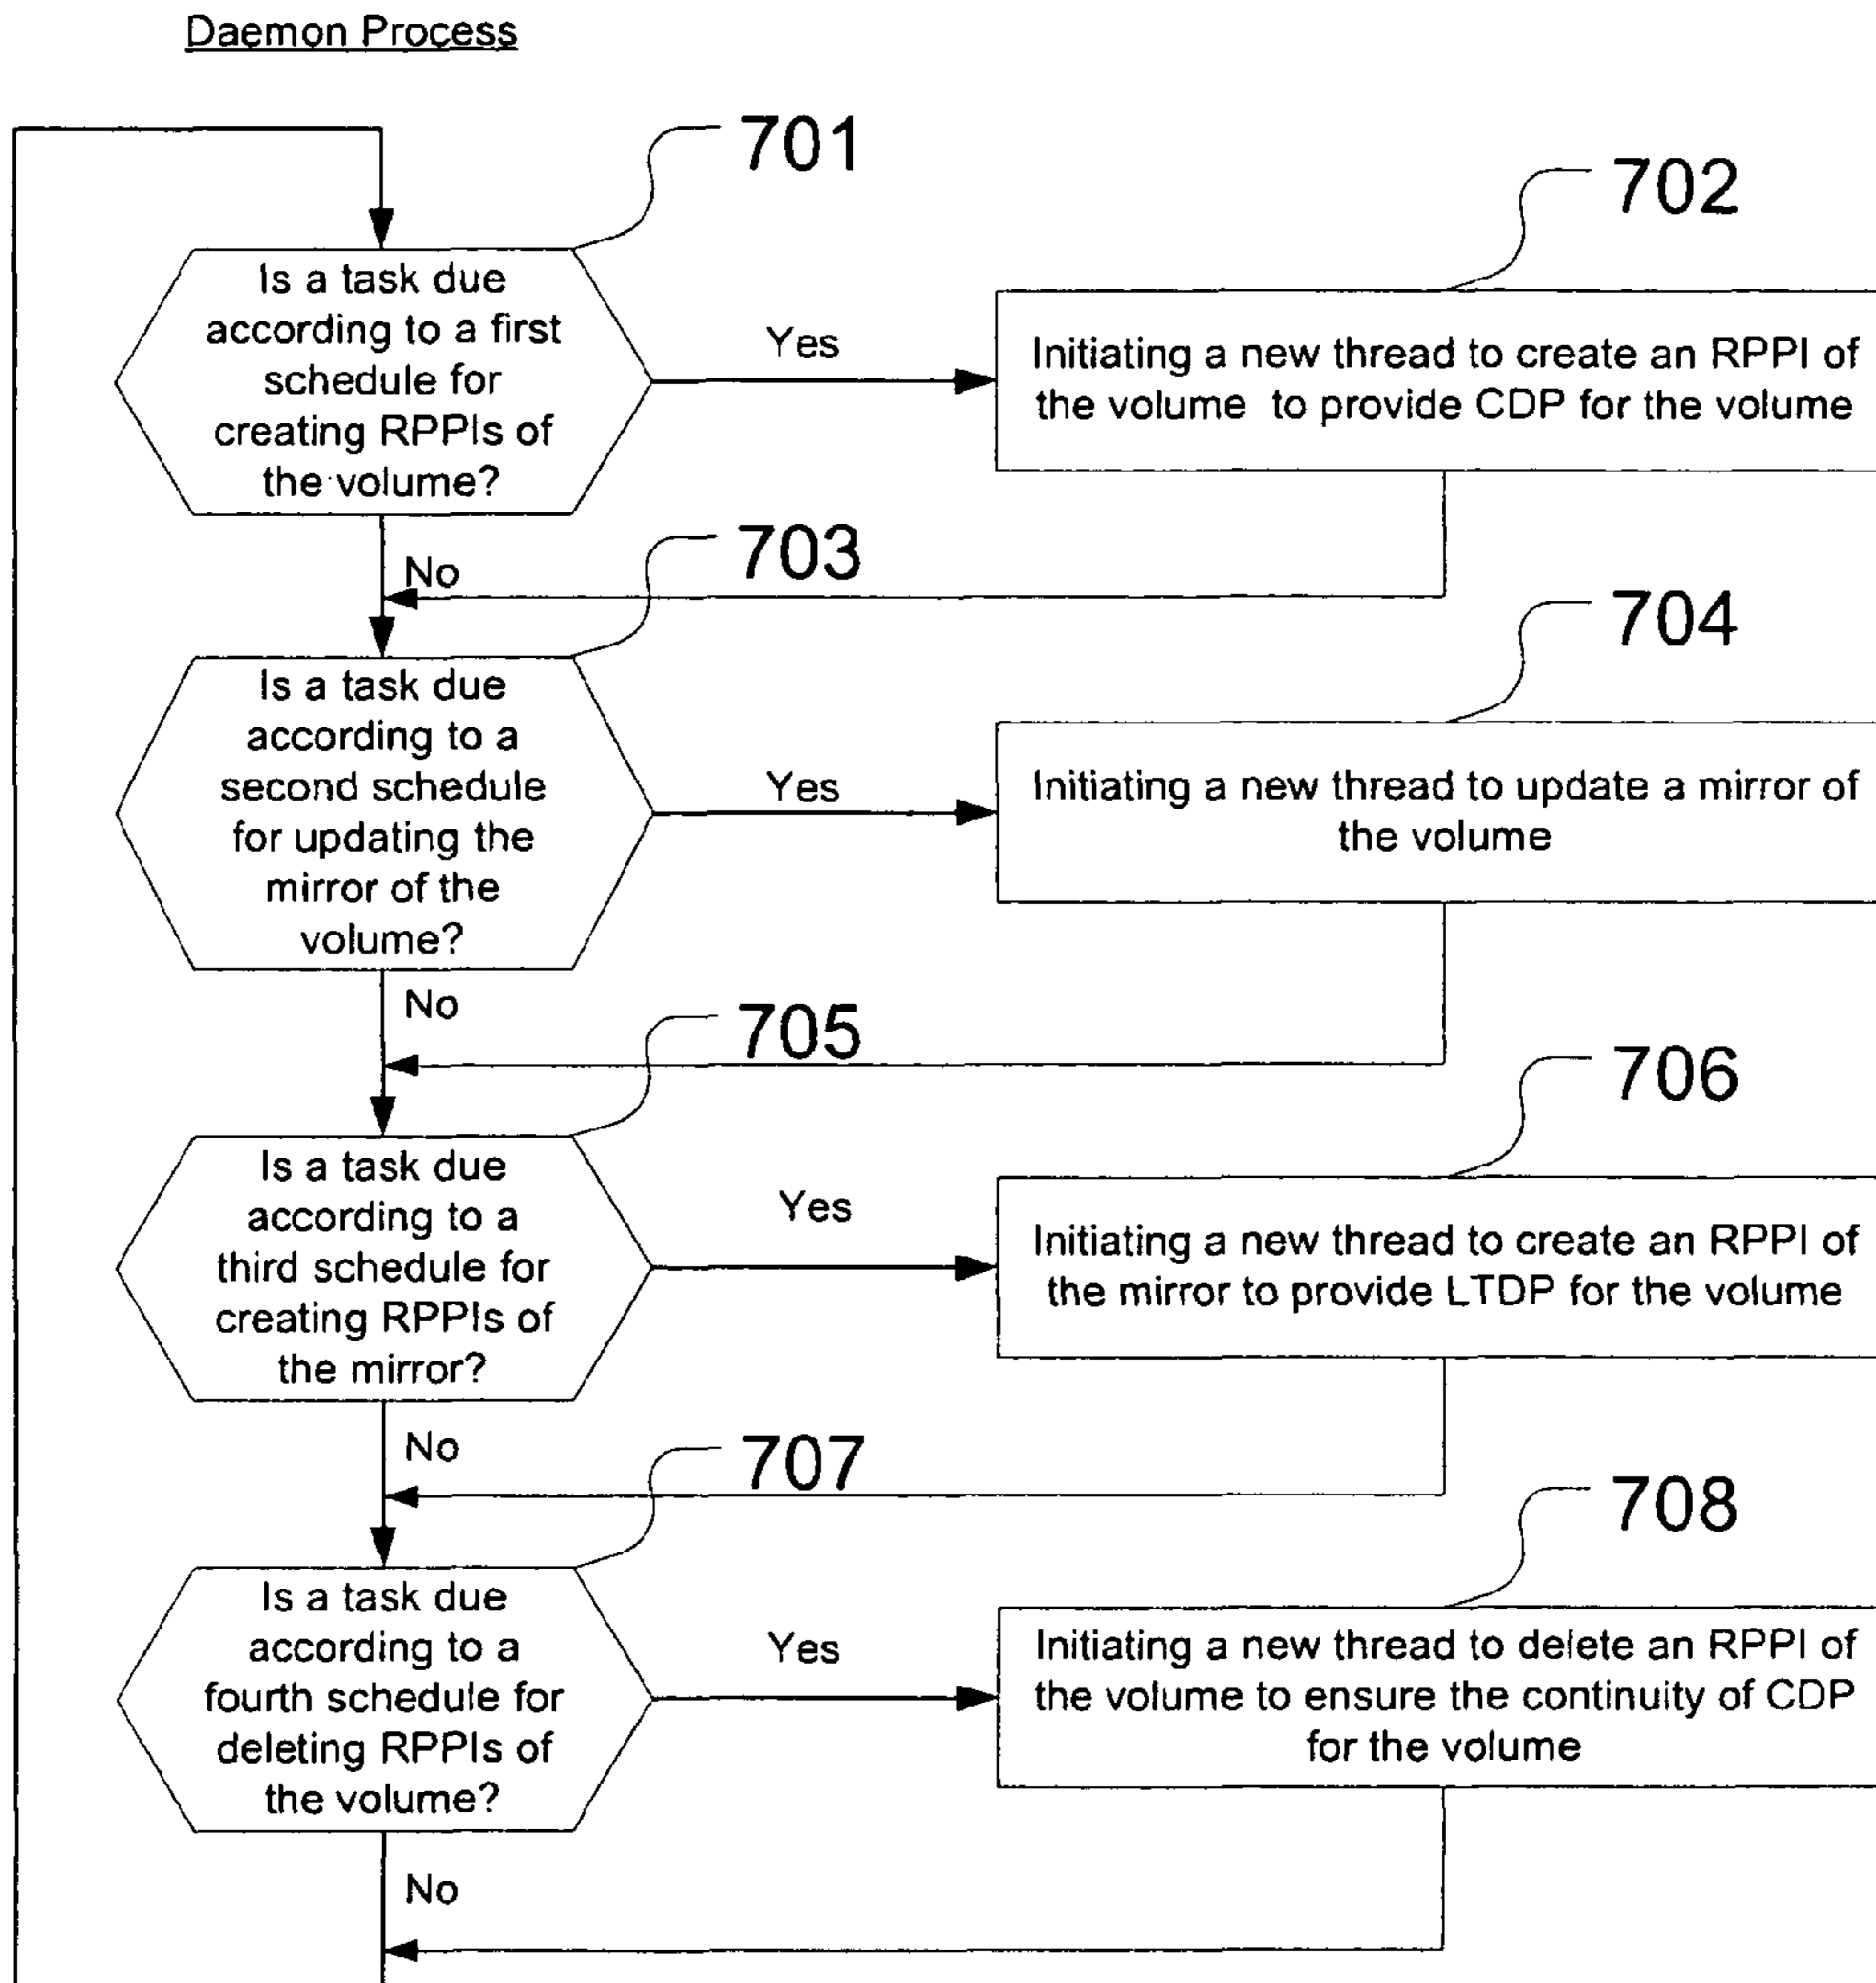 Daemon Process
701
702
Is a task due
according to a first
schedule for
creating RPPIs of
the volume?
Yes
Initiating a new thread to create an RPPI of
the volume to provide CDP for the volume
No
703
704
Is a task due
according to a
second schedule
for updating the
mirror of the
volume?
Yes
Initiating a new thread to update a mirror of
the volume
No
705
706
Is a task due
according to a
third schedule for
creating RPPIs of
the mirror?
Yes
Initiating a new thread to create an RPPI of
the mirror to provide LTDP for the volume
No
707
708
Is a task due
according to a
fourth schedule for
deleting RPPIs of
the volume?
Yes
Initiating a new thread to delete an RPPI of
the volume to ensure the continuity of CDP
for the volume
No